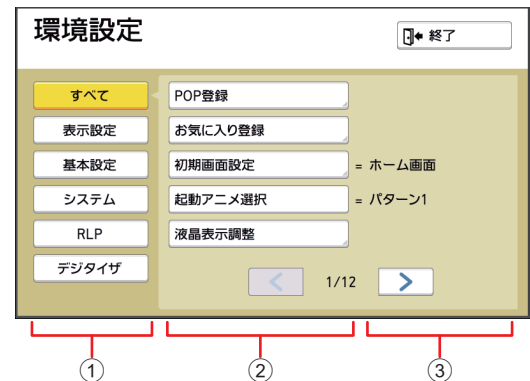 環境設定
終了
すべて
表示設定
基本設定
システム
RLP
デジタイザ
POP登録
お気に入り登録
初期画面設定 = ホーム画面
起動アニメ選択 = パターン1
液晶表示調整
1/12
① ② ③